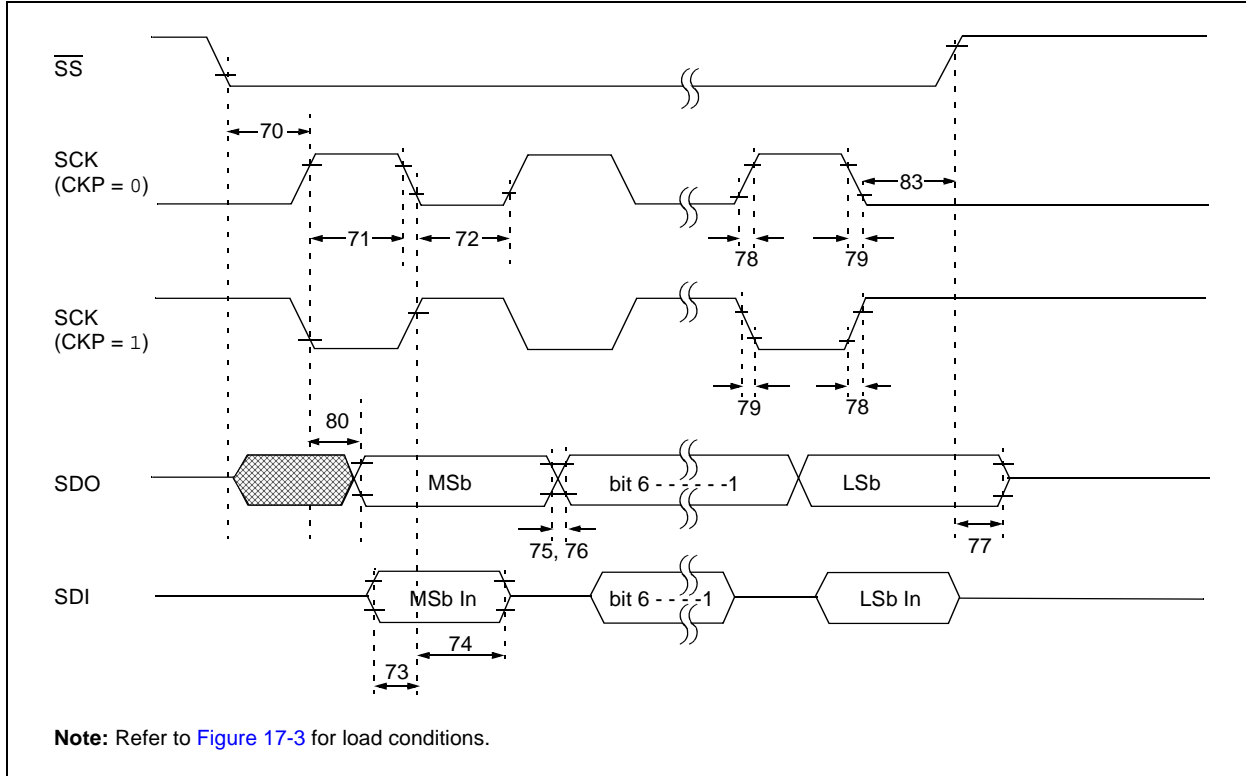 SS
70
SCK
(CKP = 0)
83
71
72
78
79
SCK
(CKP = 1)
79
78
80
SDO
MSb
bit 6 - - - - - -1
LSb
75, 76
77
SDI
MSb In
bit 6 - - - -1
LSb In
74
73
Note: Refer to Figure 17-3 for load conditions.